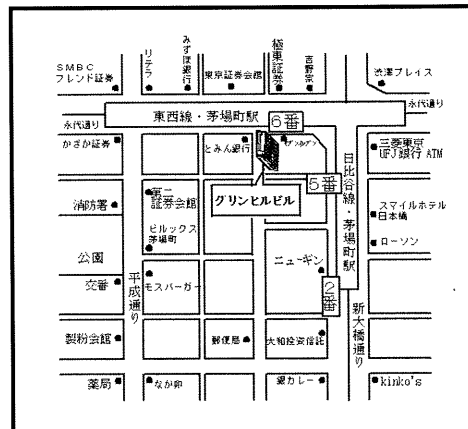 SMBC
フレンド証券
リテラ
みずほ銀行
東京証券会館
極東証券
吉野家
渋澤プレイス
永代通り
東西線・茅場町駅
6番
永代通り
かざか証券
とみん銀行
三菱東京
UFJ銀行 ATM
日比谷線・茅場町駅
5番
消防署
第二
証券会館
グリンヒルビル
スマイルホテル
日本橋
ビルックス
茅場町
ローソン
公園
ニューギン
交番
平成通り
モスバーガー
2番
新大橋通り
製粉会館
郵便局
大和投資信託
薬局
なか卯
銀カレー
kinko's